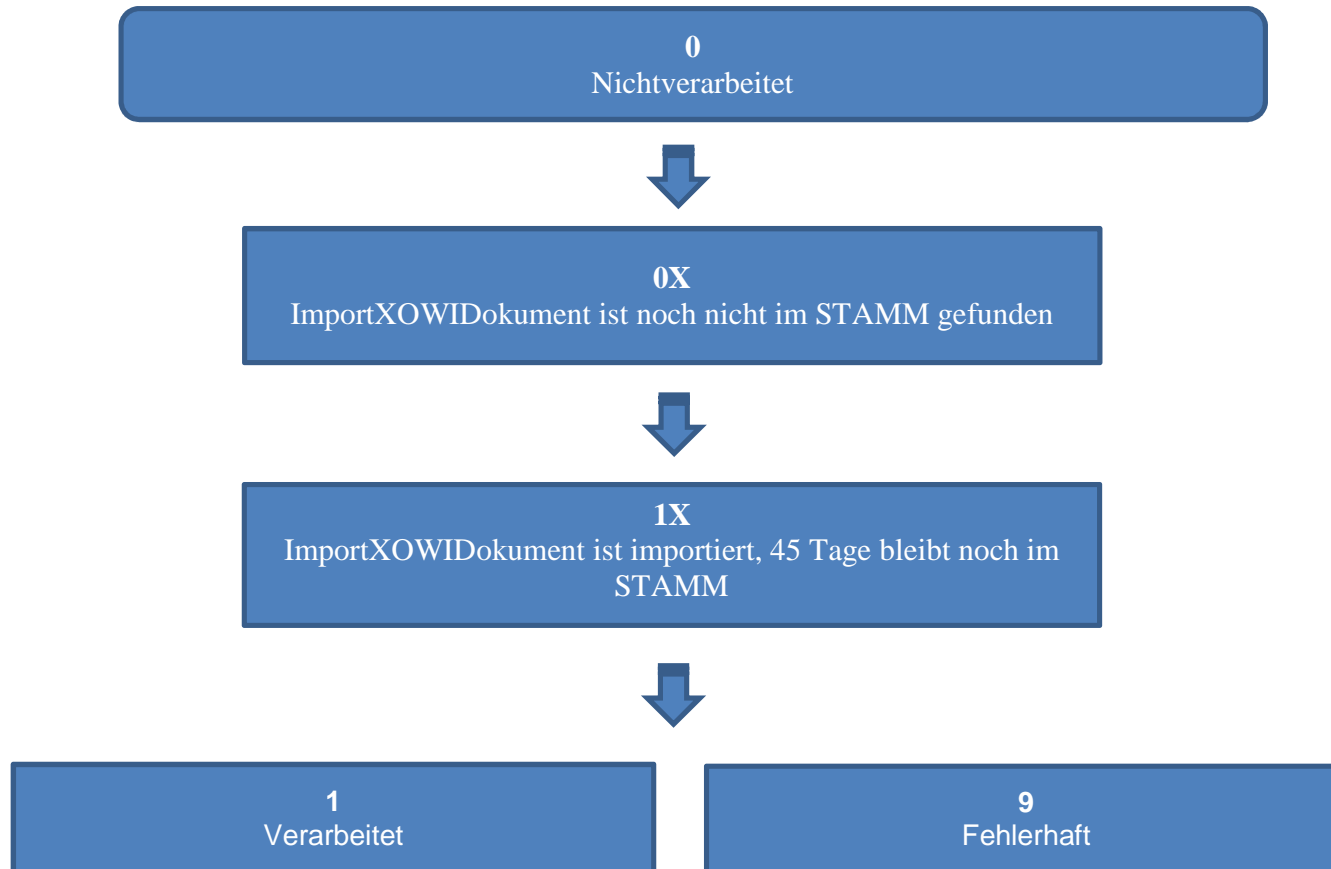 0
Nichtverarbeitet
0X
ImportXOWIDokument ist noch nicht im STAMM gefunden
1X
ImportXOWIDokument ist importiert, 45 Tage bleibt noch im
STAMM
1
Verarbeitet
9
Fehlerhaft